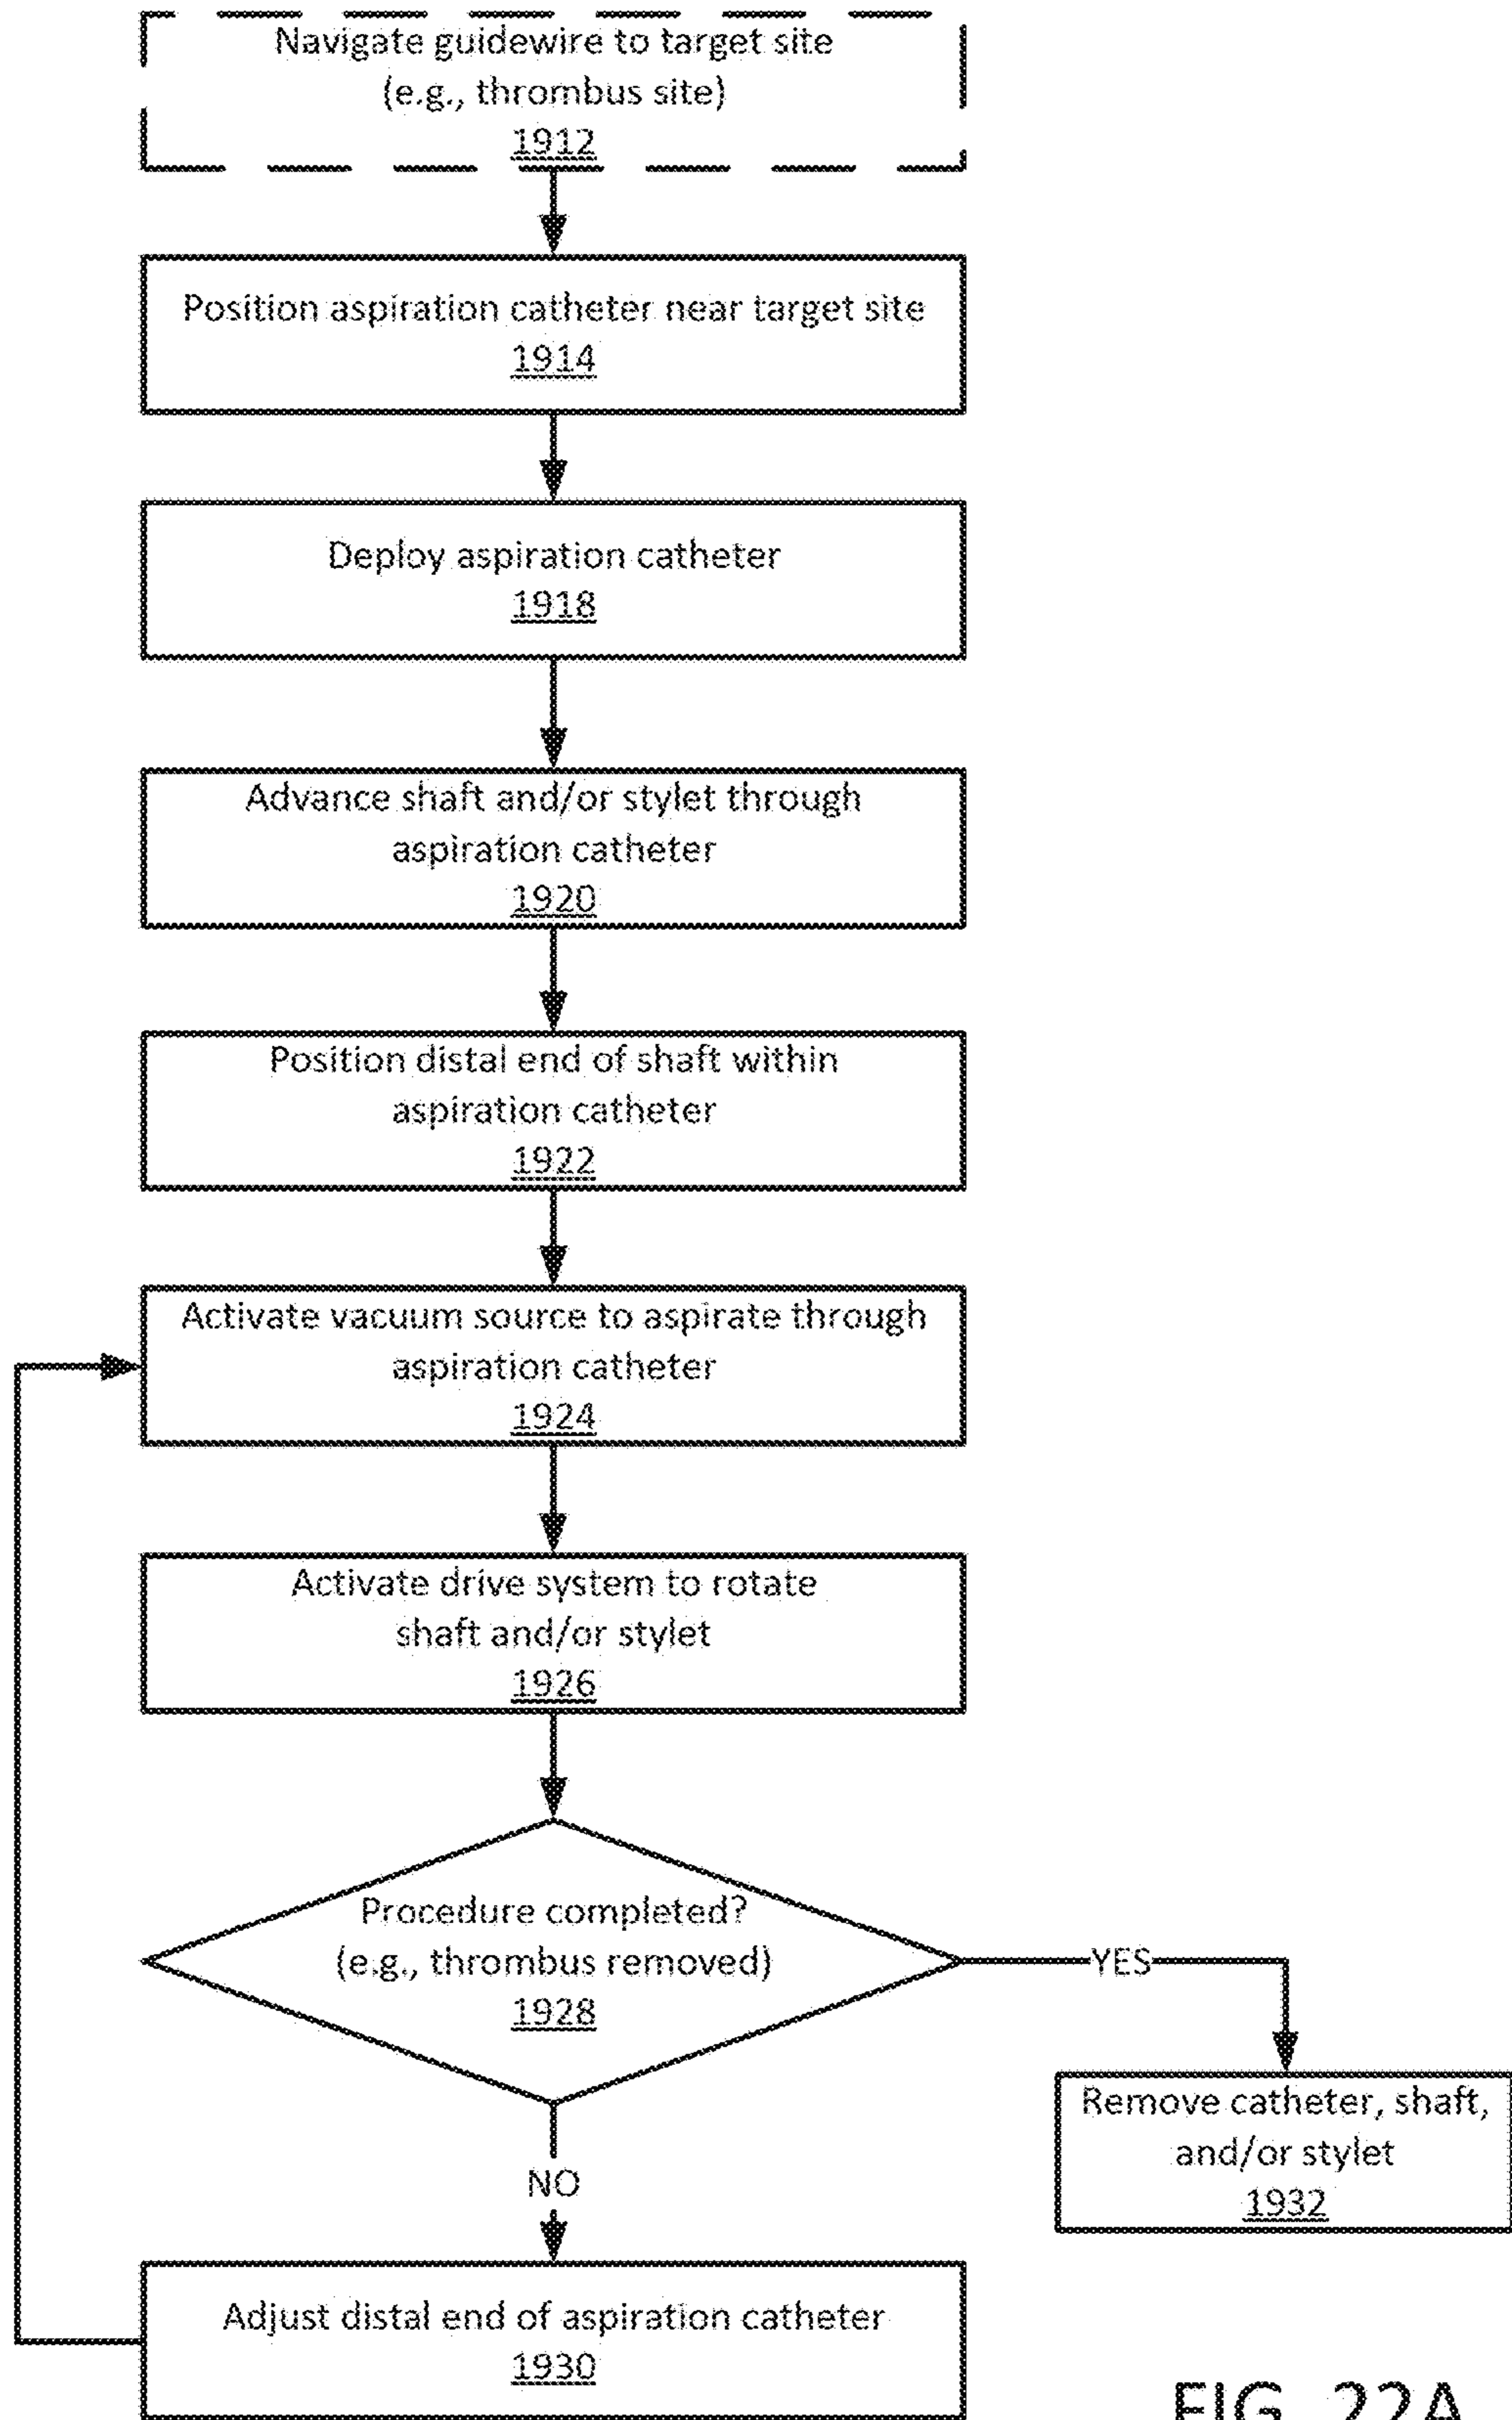 Navigate guidewire to target site
(e.g., thrombus site)
1912
Position aspiration catheter near target site
1914
Deploy aspiration catheter
1918
Advance shaft and/or stylet through
aspiration catheter
1920
Position distal end of shaft within
aspiration catheter
1922
Activate vacuum source to aspirate through
aspiration catheter
1924
Activate drive system to rotate
shaft and/or stylet
1926
Procedure completed?
(e.g., thrombus removed)
1928
YES
Remove catheter, shaft,
and/or stylet
1932
NO
Adjust distal end of aspiration catheter
1930
FIG. 22A